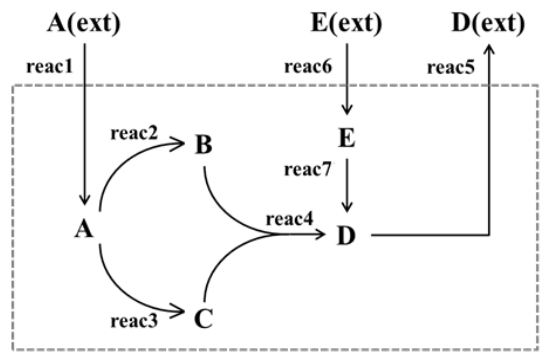 A(ext) E(ext) D(ext)
reac1 reac6 reac5
reac2 B E
reac7
A reac4 D
reac3 C